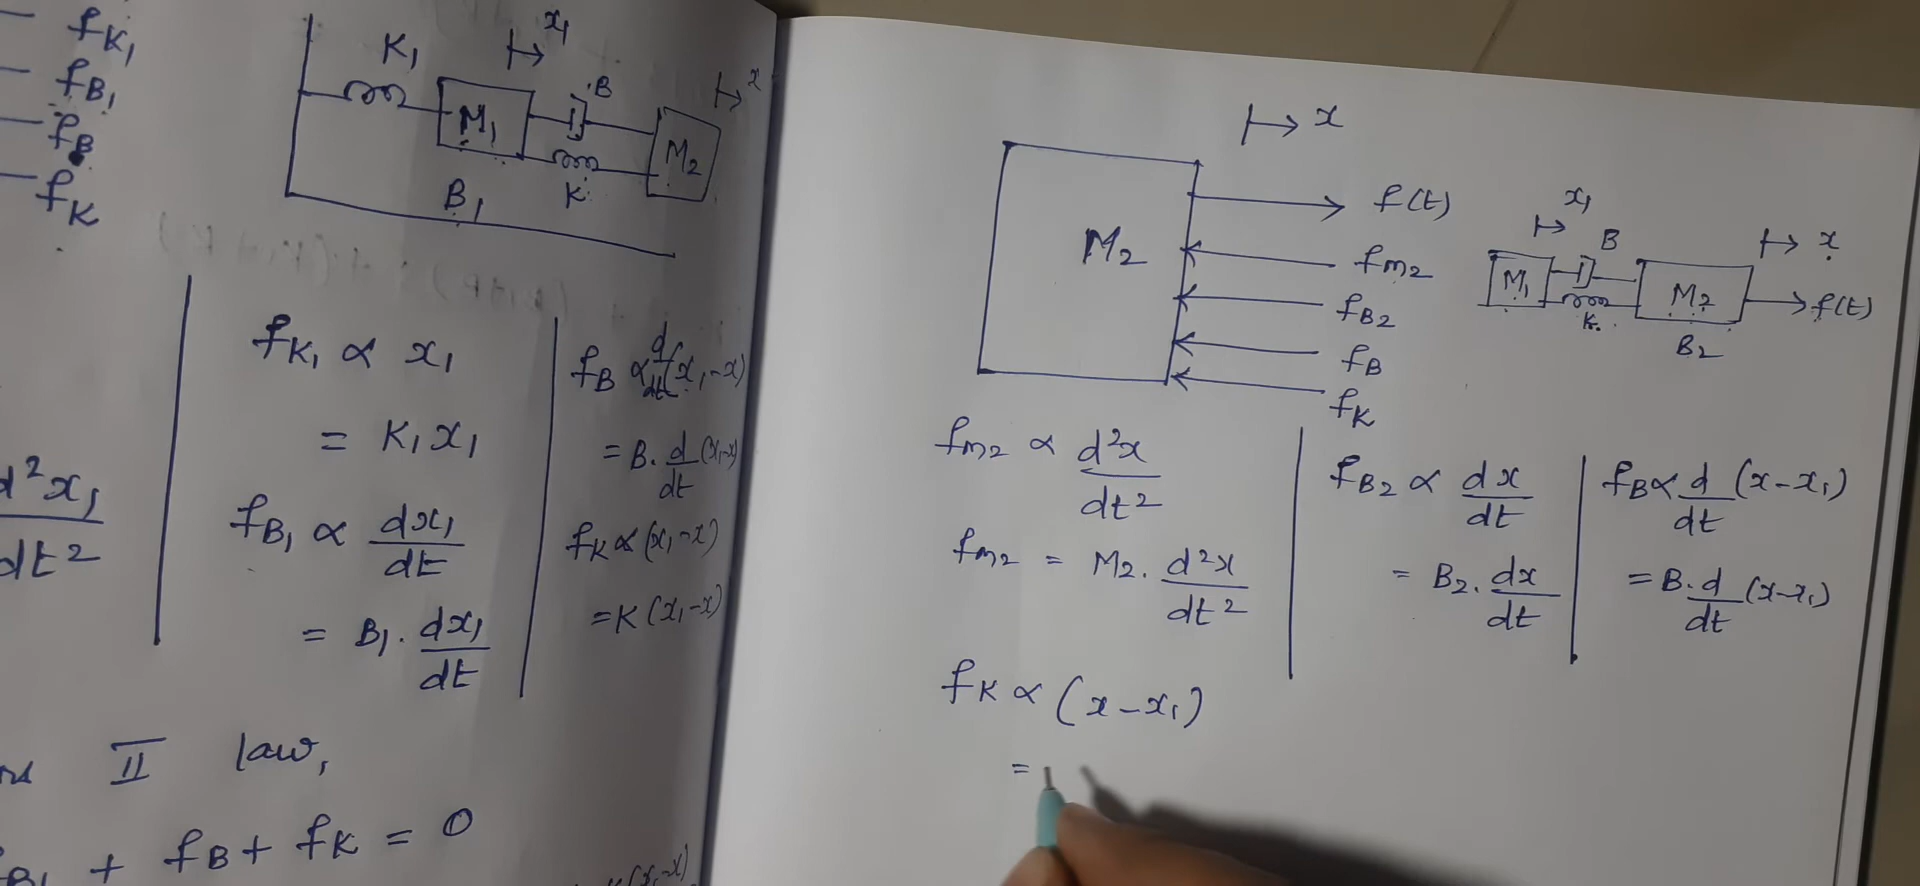 fK1
fB1
fB
fK
K1
x1
M1
B
x
M2
K
B1
d²x1
dt²
fK1 ∝ x1
= K1x1
fB1 ∝ dx1
dt
= B1 . dx1
dt
fB ∝ d/dt (x1-x)
= B. d (x1-x)
dt
fK ∝ (x1-x)
= K(x1-x)
II law,
+ fB + fK = 0
K(x1-x)
x
M2
f(t)
fm2
fB2
fB
fK
x1
B
x
M1
M2
f(t)
K
B2
fm2 ∝ d²x
dt²
fm2 = M2. d²x
dt²
fB2 ∝ dx
dt
= B2. dx
dt
fB ∝ d (x-x1)
dt
= B. d (x-x1)
dt
fK ∝ (x-x1)
=